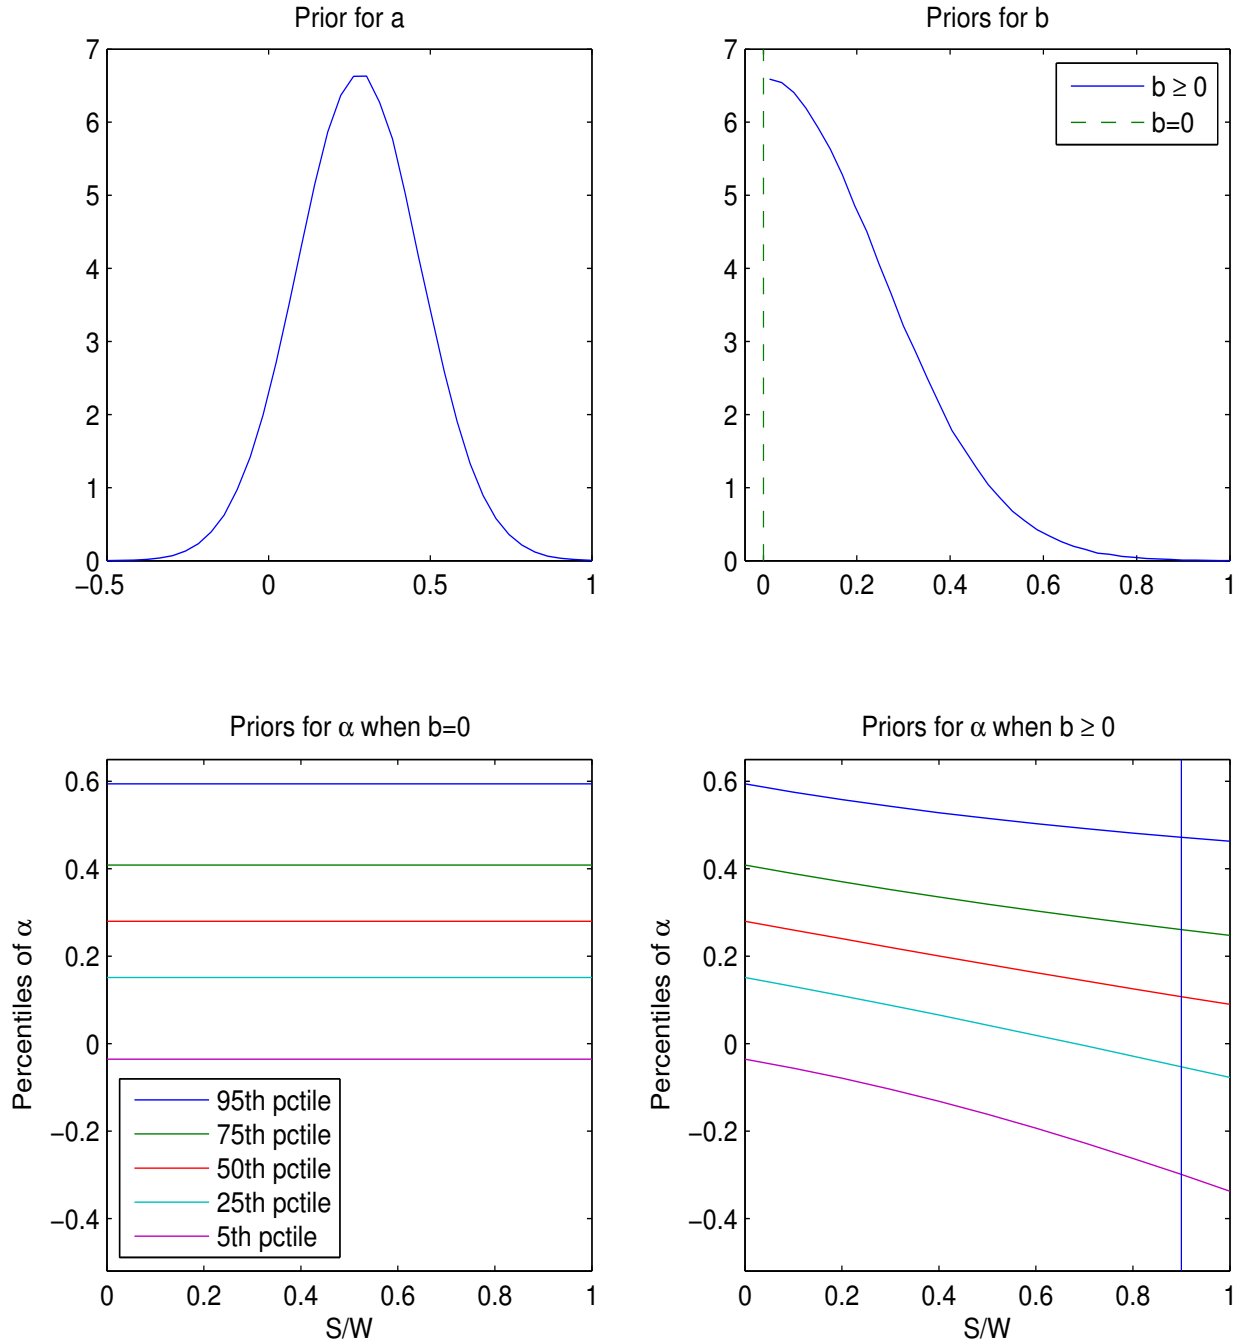 Prior for a
7
6
5
4
3
2
1
0
−0.5 0 0.5 1
Priors for b
7
6
5
4
3
2
1
0
0 0.2 0.4 0.6 0.8 1
b ≥ 0
b=0
Priors for α when b=0
Percentiles of α
0.6
0.4
0.2
0
−0.2
−0.4
0 0.2 0.4 0.6 0.8 1
S/W
95th pctile
75th pctile
50th pctile
25th pctile
5th pctile
Priors for α when b ≥ 0
Percentiles of α
0.6
0.4
0.2
0
−0.2
−0.4
0 0.2 0.4 0.6 0.8 1
S/W